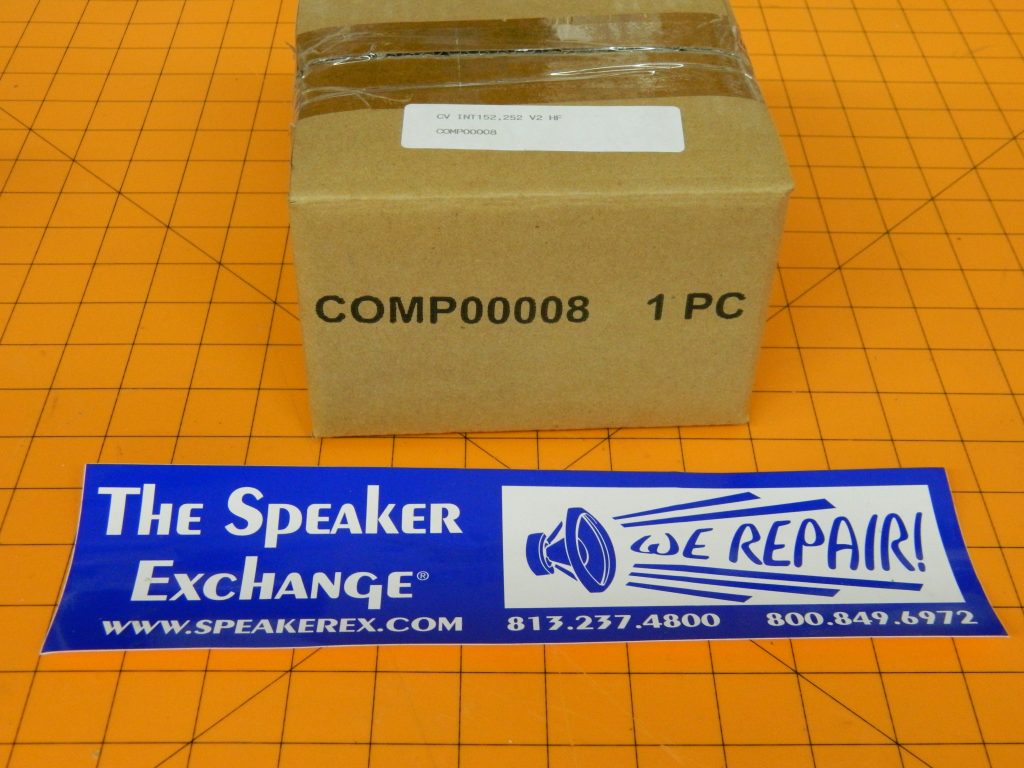 CV INT152,252 V2 HF
COMP00008
COMP00008 1 PC
THE SPEAKER
EXCHANGE®
WWW.SPEAKEREX.COM
WE REPAIR!
813.237.4800 800.849.6972